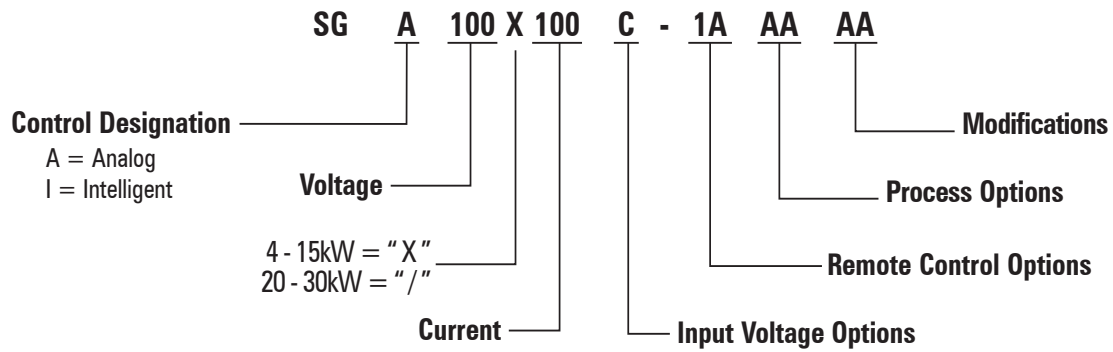 SG A 100 X 100 C - 1A AA AA
Control Designation
A = Analog
I = Intelligent
Voltage
4 - 15kW = "X"
20 - 30kW = "/"
Current
Input Voltage Options
Remote Control Options
Process Options
Modifications